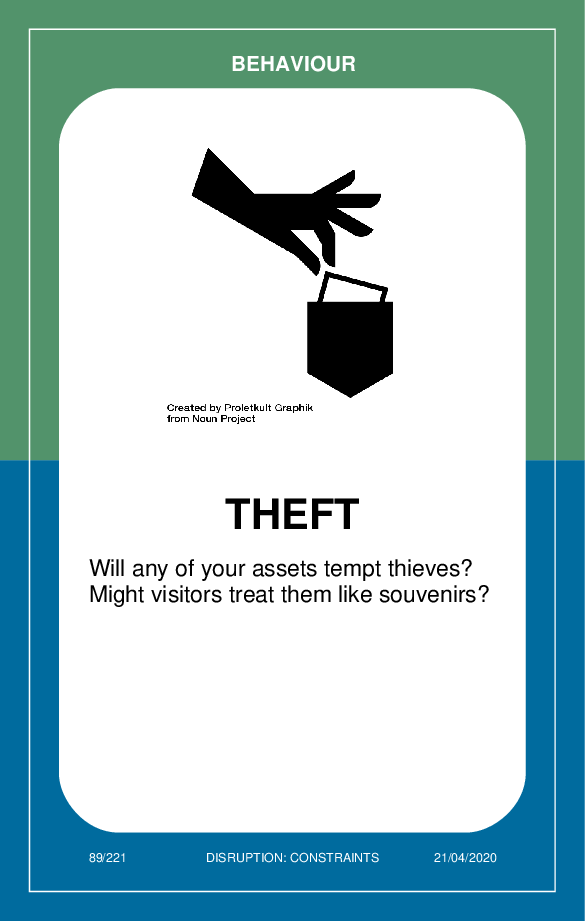 BEHAVIOUR
Created by Proletkult Graphik
from Noun Project
THEFT
Will any of your assets tempt thieves?
Might visitors treat them like souvenirs?
89/221
DISRUPTION: CONSTRAINTS
21/04/2020